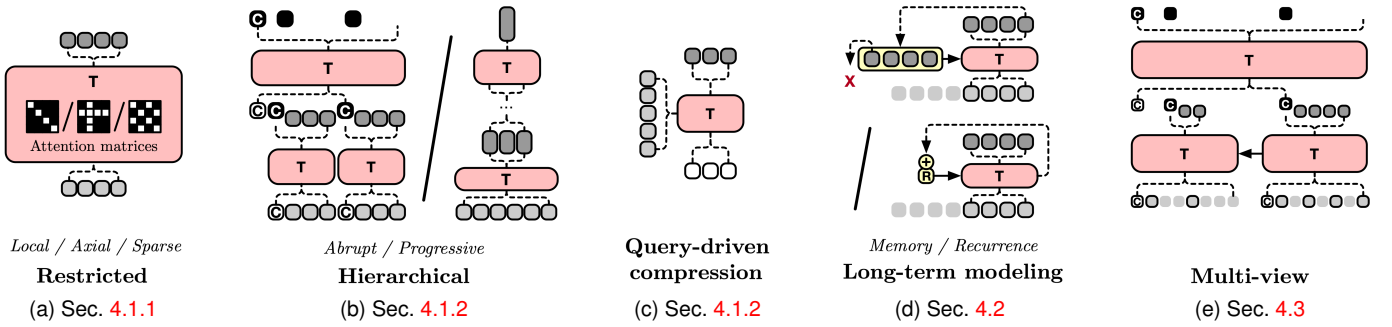 C
C
T
T
T
X
T
C C C
C
C C
T
Attention matrices
T
T T
T
+
R
T
T T
C C
C C
Local / Axial / Sparse
Abrupt / Progressive
Query-driven
Memory / Recurrence
Restricted
Hierarchical
compression
Long-term modeling
Multi-view
(a) Sec. 4.1.1
(b) Sec. 4.1.2
(c) Sec. 4.1.2
(d) Sec. 4.2
(e) Sec. 4.3